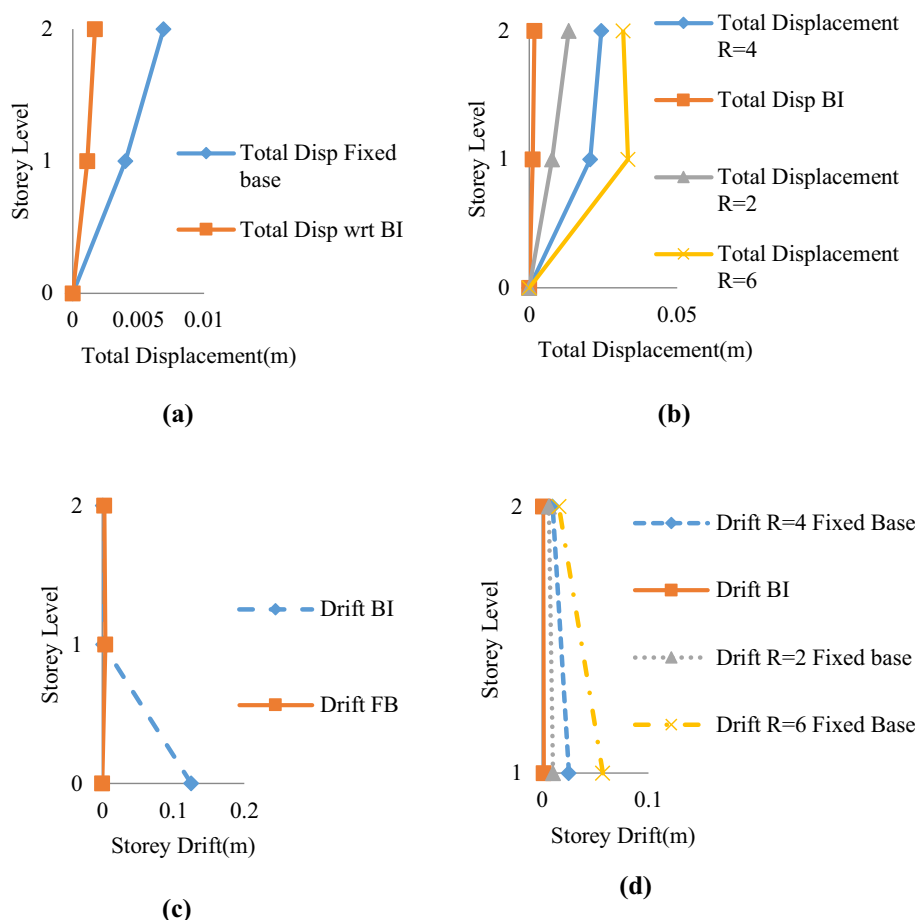 2
1
0
Storey Level
0
0.005
0.01
Total Displacement(m)
Total Disp Fixed
base
Total Disp wrt BI
(a)
2
1
0
Storey Level
0
0.05
Total Displacement(m)
Total Displacement
R=4
Total Disp BI
Total Displacement
R=2
Total Displacement
R=6
(b)
2
1
0
Storey Level
0
0.1
0.2
Storey Drift(m)
Drift BI
Drift FB
(c)
2
1
Storey Level
0
0.1
Storey Drift(m)
Drift R=4 Fixed Base
Drift BI
Drift R=2 Fixed base
Drift R=6 Fixed Base
(d)